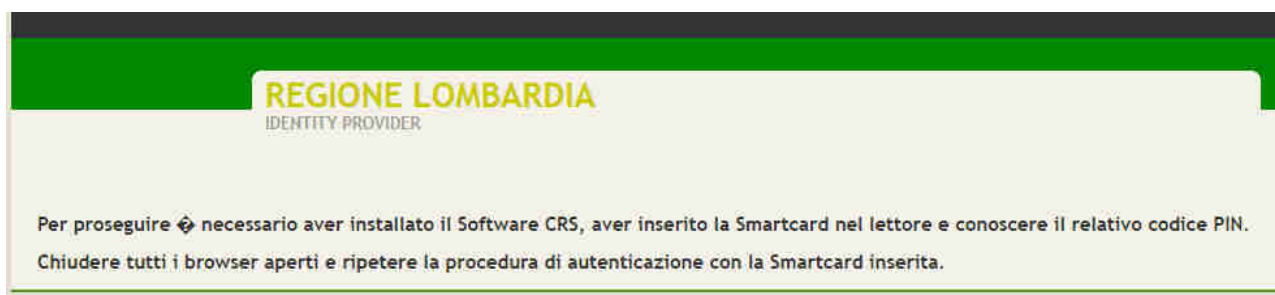 REGIONE LOMBARDIA
IDENTITY PROVIDER
Per proseguire � necessario aver installato il Software CRS, aver inserito la Smartcard nel lettore e conoscere il relativo codice PIN.
Chiudere tutti i browser aperti e ripetere la procedura di autenticazione con la Smartcard inserita.